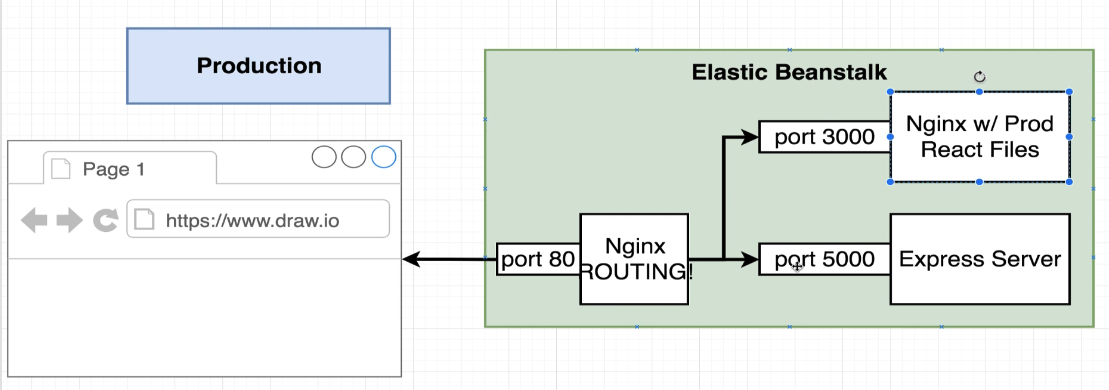 Production
Elastic Beanstalk
Page 1
https://www.draw.io
port 80
Nginx
ROUTING!
port 3000
Nginx w/ Prod
React Files
port 5000
Express Server